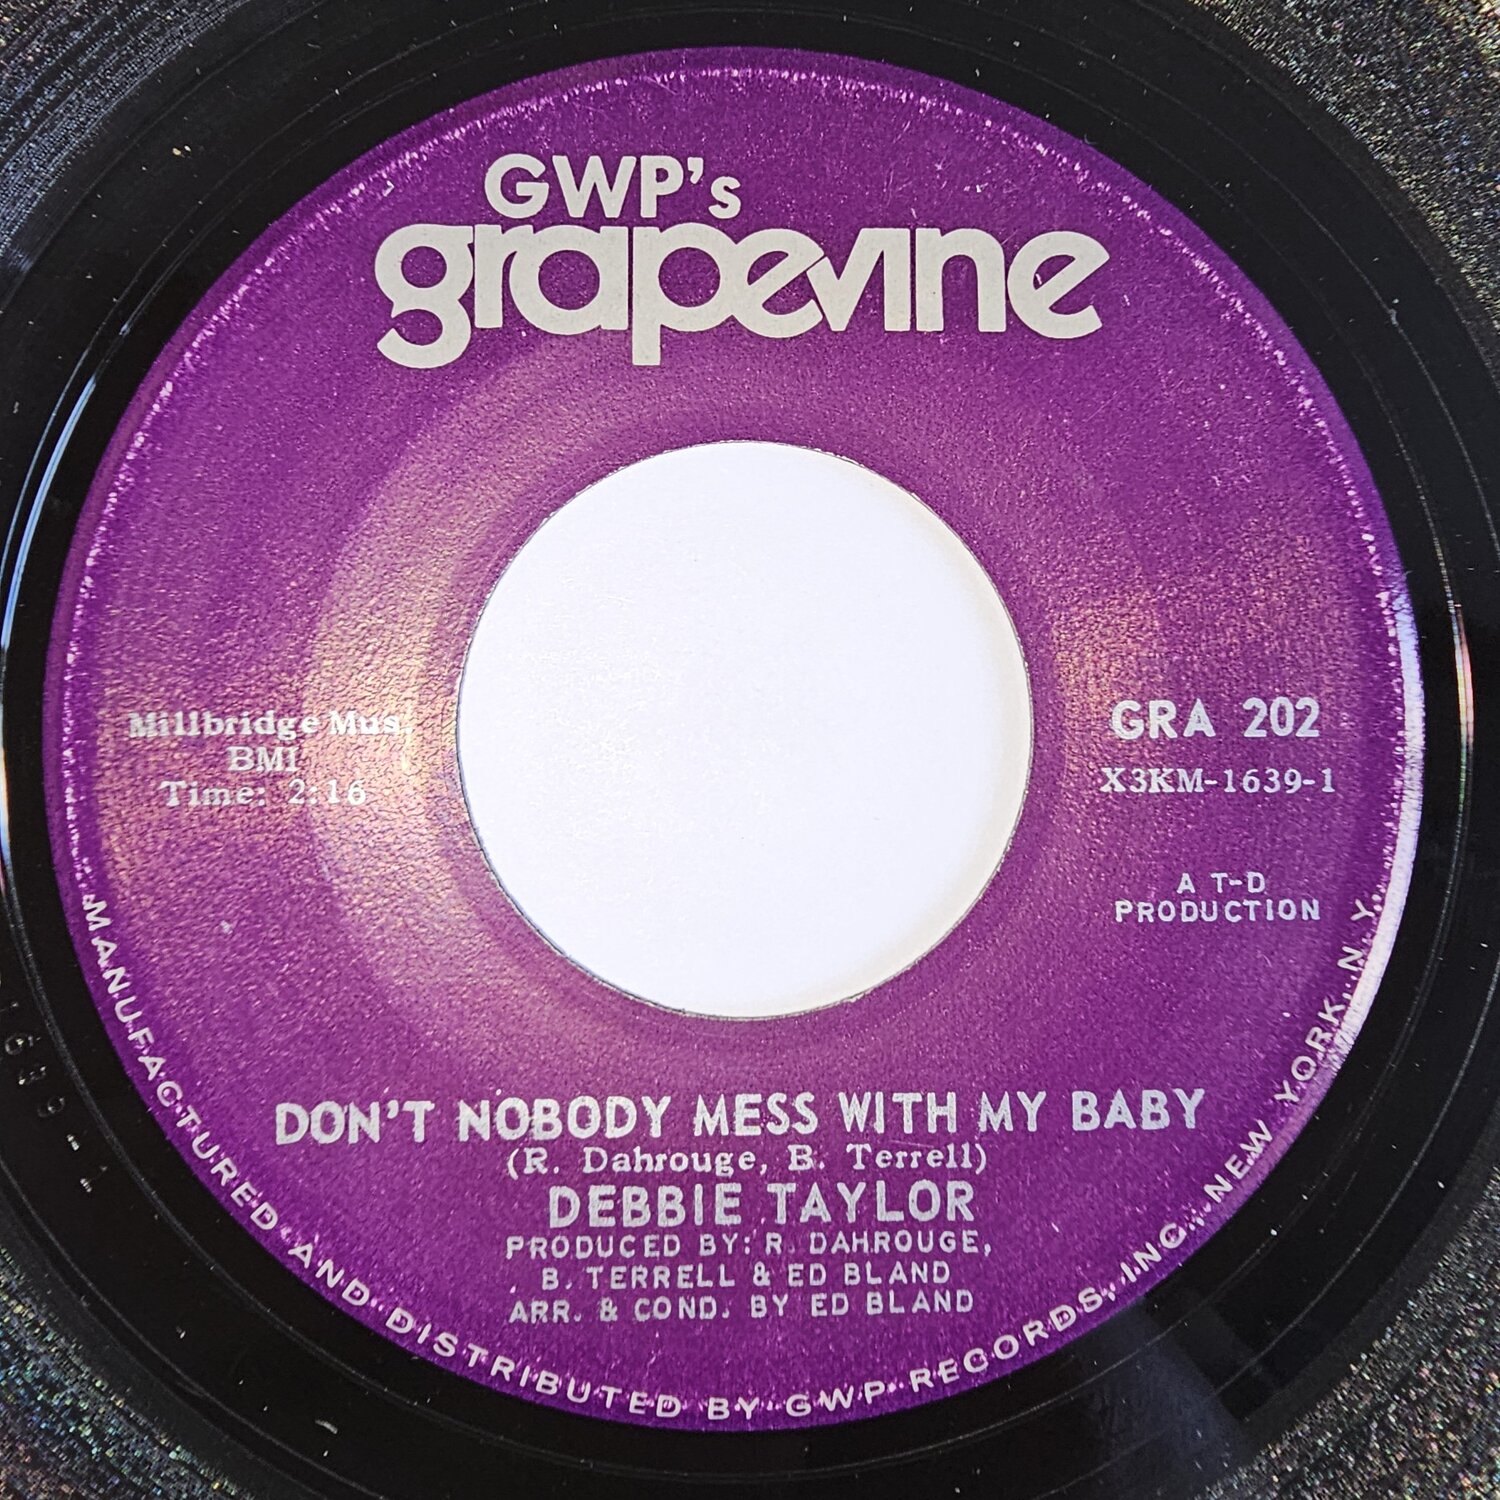 GWP's
grapevine
Millbridge Mus.
BMI
Time: 2:16
GRA 202
X3KM-1639-1
A T-D
PRODUCTION
DON'T NOBODY MESS WITH MY BABY
(R. Dahrouge, B. Terrell)
DEBBIE TAYLOR
PRODUCED BY: R. DAHROUGE,
B. TERRELL & ED BLAND
ARR. & COND. BY ED BLAND
MANUFACTURED AND DISTRIBUTED BY GWP RECORDS, INC., NEW YORK, N.Y.